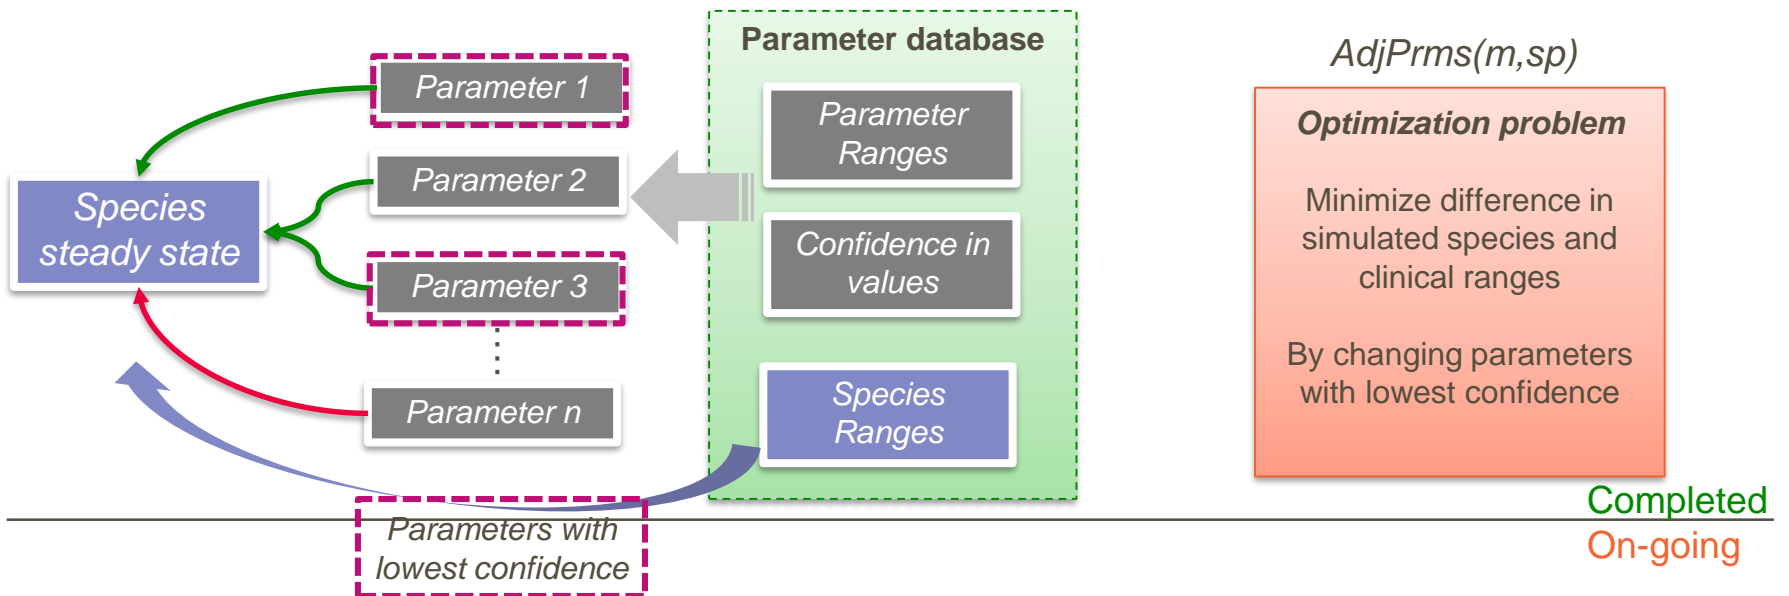 Species
steady state
Parameter 1
Parameter 2
Parameter 3
Parameter n
Parameters with
lowest confidence
Parameter database
Parameter
Ranges
Confidence in
values
Species
Ranges
AdjPrms(m,sp)
Optimization problem
Minimize difference in
simulated species and
clinical ranges
By changing parameters
with lowest confidence
Completed
On-going